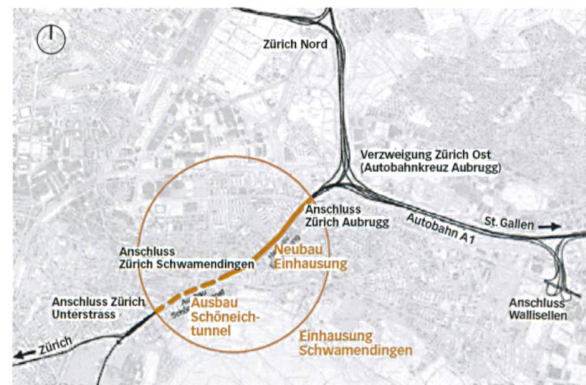 Zürich Nord
Verzweigung Zürich Ost
(Autobahnkreuz Aubrugg)
Anschluss
Zürich Aubrugg
Autobahn A1
St. Gallen
Anschluss
Wallisellen
Anschluss
Zürich Schwamendingen
Neubau
Einhausung
Anschluss Zürich
Unterstrass
Ausbau
Schöneich-
tunnel
Zürich
Einhausung
Schwamendingen